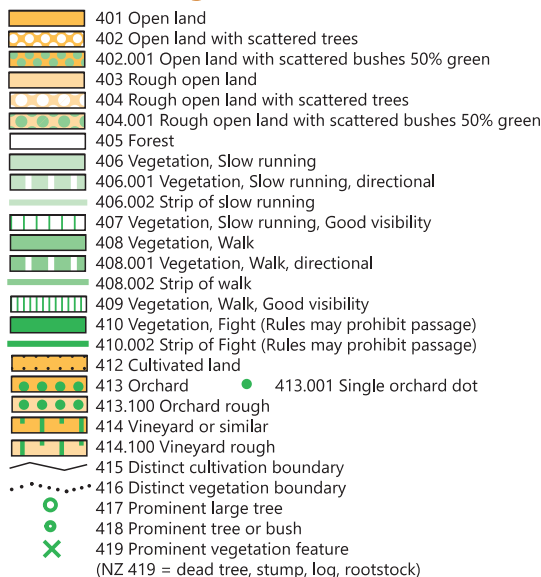 401 Open land
402 Open land with scattered trees
402.001 Open land with scattered bushes 50% green
403 Rough open land
404 Rough open land with scattered trees
404.001 Rough open land with scattered bushes 50% green
405 Forest
406 Vegetation, Slow running
406.001 Vegetation, Slow running, directional
406.002 Strip of slow running
407 Vegetation, Slow running, Good visibility
408 Vegetation, Walk
408.001 Vegetation, Walk, directional
408.002 Strip of walk
409 Vegetation, Walk, Good visibility
410 Vegetation, Fight (Rules may prohibit passage)
410.002 Strip of Fight (Rules may prohibit passage)
412 Cultivated land
413 Orchard 413.001 Single orchard dot
413.100 Orchard rough
414 Vineyard or similar
414.100 Vineyard rough
415 Distinct cultivation boundary
416 Distinct vegetation boundary
417 Prominent large tree
418 Prominent tree or bush
419 Prominent vegetation feature
(NZ 419 = dead tree, stump, log, rootstock)